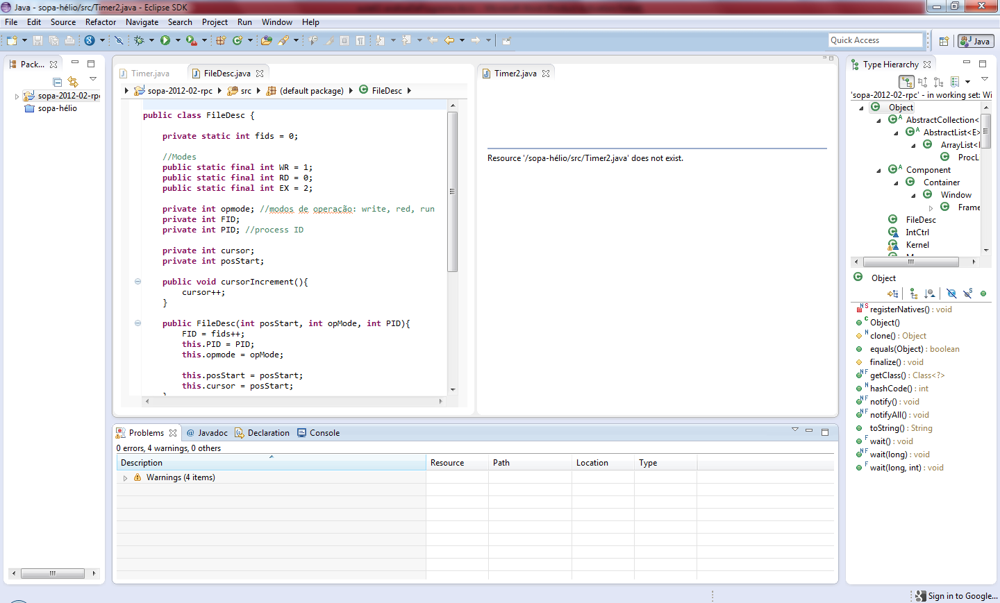 Java - sopa-hélio/src/Timer2.java - Eclipse SDK
File Edit Source Refactor Navigate Search Project Run Window Help
Quick Access
Java
Pack...
sopa-2012-02-rpc
sopa-hélio
Timer.java
FileDesc.java
sopa-2012-02-rpc
src
(default package)
FileDesc
public class FileDesc {
private static int fids = 0;
//Modes
public static final int WR = 1;
public static final int RD = 0;
public static final int EX = 2;
private int opmode; //modos de operacão: write, red, run
private int FID;
private int PID; //process ID
private int cursor;
private int posStart;
public void cursorIncrement(){
cursor++;
}
public FileDesc(int posStart, int opMode, int PID){
FID = fids++;
this.PID = PID;
this.opmode = opMode;
this.posStart = posStart;
this.cursor = posStart;
}
Timer2.java
Resource '/sopa-hélio/src/Timer2.java' does not exist.
Problems
Javadoc
Declaration
Console
0 errors, 4 warnings, 0 others
Description Resource Path Location Type
Warnings (4 items)
Type Hierarchy
'sopa-2012-02-rpc' - in working set: Wi
Object
AbstractCollection<
AbstractList<E>
ArrayList<
ProcL
Component
Container
Window
Frame
FileDesc
IntCtrl
Kernel
Object
registerNatives() : void
Object()
clone() : Object
equals(Object) : boolean
finalize() : void
getClass() : Class<?>
hashCode() : int
notify() : void
notifyAll() : void
toString() : String
wait() : void
wait(long) : void
wait(long, int) : void
Sign in to Google...